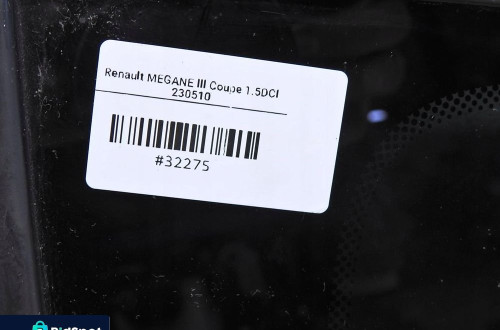 Renault MEGANE III Coupe 1.5DCI
230510
#32275